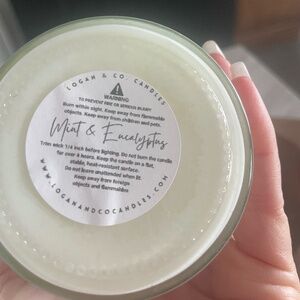 LOGAN & CO. CANDLES
WARNING
TO PREVENT FIRE OR SERIOUS INJURY
Burn within sight. Keep away from flammable
objects. Keep away from children and pets.
Mint & Eucalyptus
Trim wick 1/4 inch before lighting. Do not burn the candle
for over 4 hours. Keep the candle on a flat,
stable, heat-resistant surface.
Do not leave unattended when lit.
Keep away from foreign
objects and flammables
WWW.LOGANANDCOCANDLES.COM